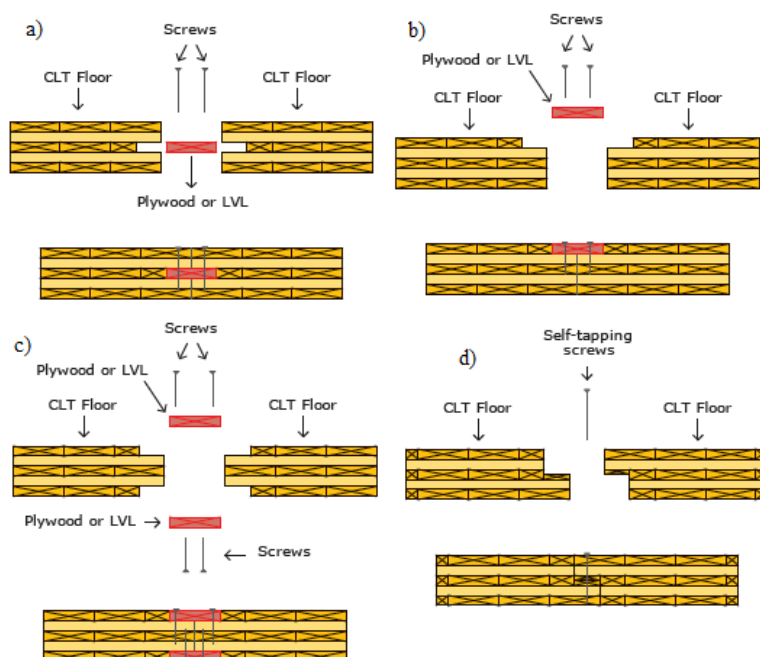 a)
Screws
CLT Floor
CLT Floor
Plywood or LVL
b)
Screws
Plywood or LVL
CLT Floor
CLT Floor
c)
Screws
Plywood or LVL
CLT Floor
CLT Floor
Plywood or LVL
Screws
d)
Self-tapping
screws
CLT Floor
CLT Floor